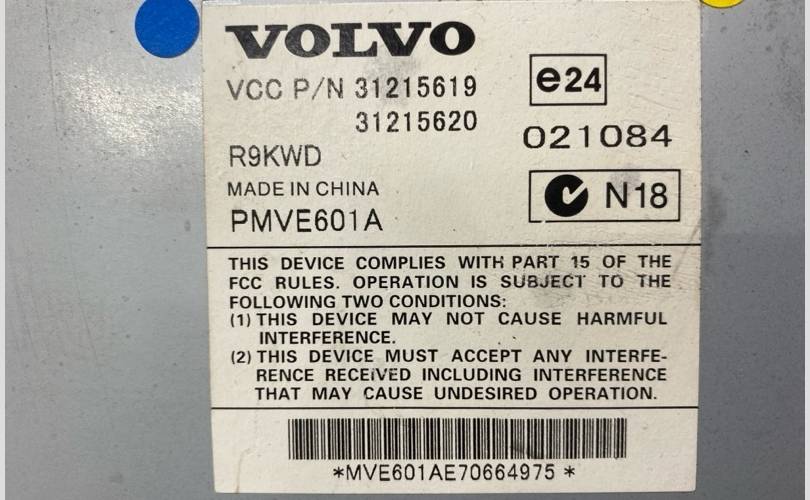 VOLVO
VCC P/N 31215619
31215620
e24
021084
R9KWD
MADE IN CHINA
PMVE601A
N18
THIS DEVICE COMPLIES WITH PART 15 OF THE
FCC RULES. OPERATION IS SUBJECT TO THE
FOLLOWING TWO CONDITIONS:
(1) THIS DEVICE MAY NOT CAUSE HARMFUL
INTERFERENCE.
(2) THIS DEVICE MUST ACCEPT ANY INTERFE-
RENCE RECEIVED INCLUDING INTERFERENCE
THAT MAY CAUSE UNDESIRED OPERATION.
*MVE601AE70664975 *